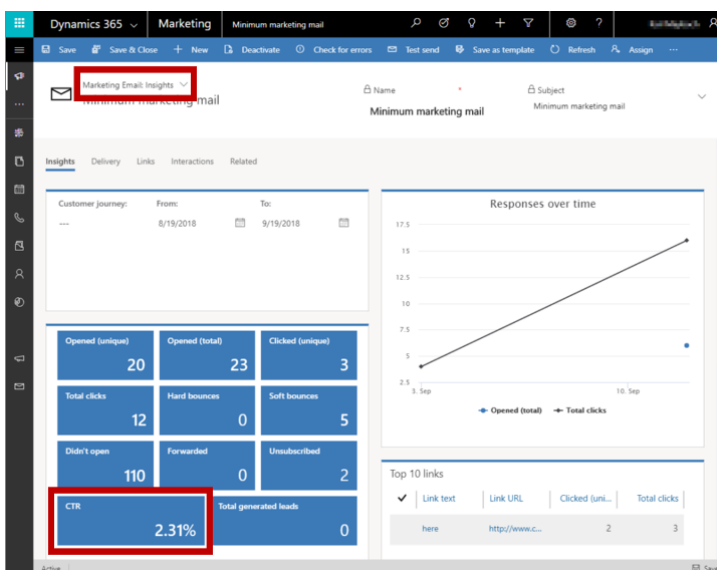 Dynamics 365 Marketing Minimum marketing mail
Save Save & Close New Deactivate Check for errors Test send Save as template Refresh Assign ...
Marketing Email: Insights
Minimum marketing mail
Name *
Minimum marketing mail
Subject
Minimum marketing mail
Insights Delivery Links Interactions Related
Customer journey: From: To:
---- 8/19/2018 9/19/2018
Responses over time
17.5
15
12.5
10
7.5
5
2.5
5. Sep 10. Sep
Opened (total) Total clicks
Opened (unique) Opened (total) Clicked (unique)
20 23 3
Total clicks Hard bounces Soft bounces
12 0 5
Didn't open Forwarded Unsubscribed
110 0 2
CTR Total generated leads
2.31% 0
Top 10 links
Link text Link URL Clicked (uni... Total clicks
here http://www.c... 2 3
Active Save